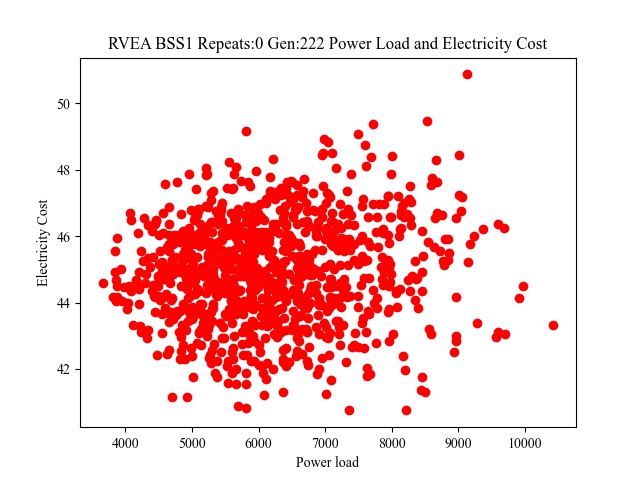 RVEA BSS1 Repeats:0 Gen:222 Power Load and Electricity Cost
50
48
46
44
42
Electricity Cost
4000 5000 6000 7000 8000 9000 10000
Power load